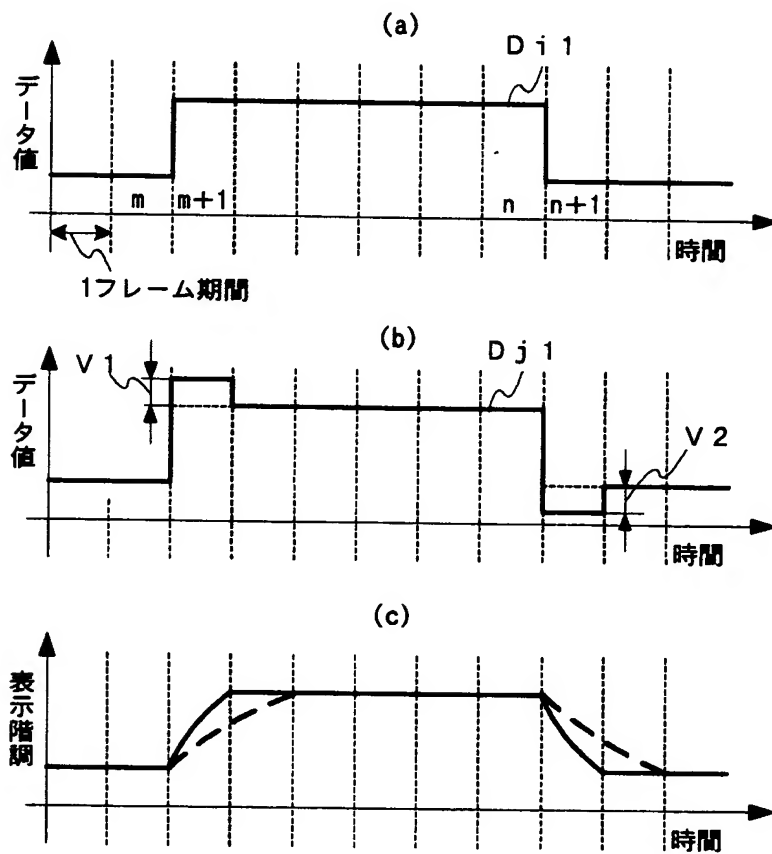 (a)
Di1
データ値
m
m+1
n
n+1
時間
1フレーム期間
(b)
V1
Dj1
データ値
V2
時間
(c)
表示階調
時間